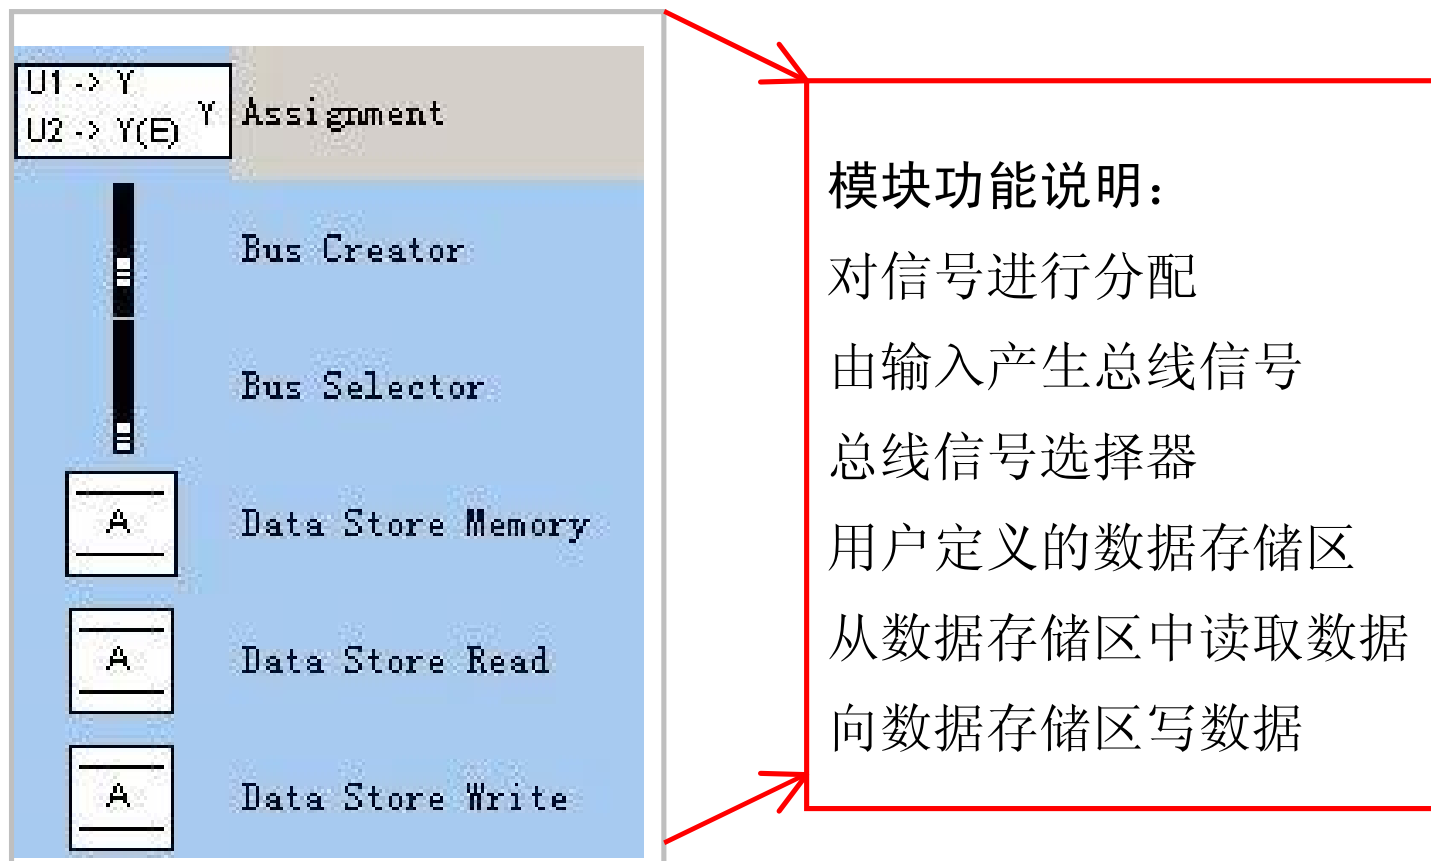 U1 -> Y
U2 -> Y(E)
Y
Assignment
Bus Creator
Bus Selector
A
Data Store Memory
A
Data Store Read
A
Data Store Write
模块功能说明：
对信号进行分配
由输入产生总线信号
总线信号选择器
用户定义的数据存储区
从数据存储区中读取数据
向数据存储区写数据